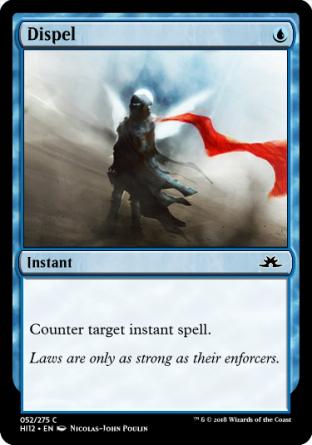 Dispel
Instant
Counter target instant spell.
Laws are only as strong as their enforcers.
052/275 C
HI12 • EN Nicolas-John Poulin
™ & © 2018 Wizards of the Coast